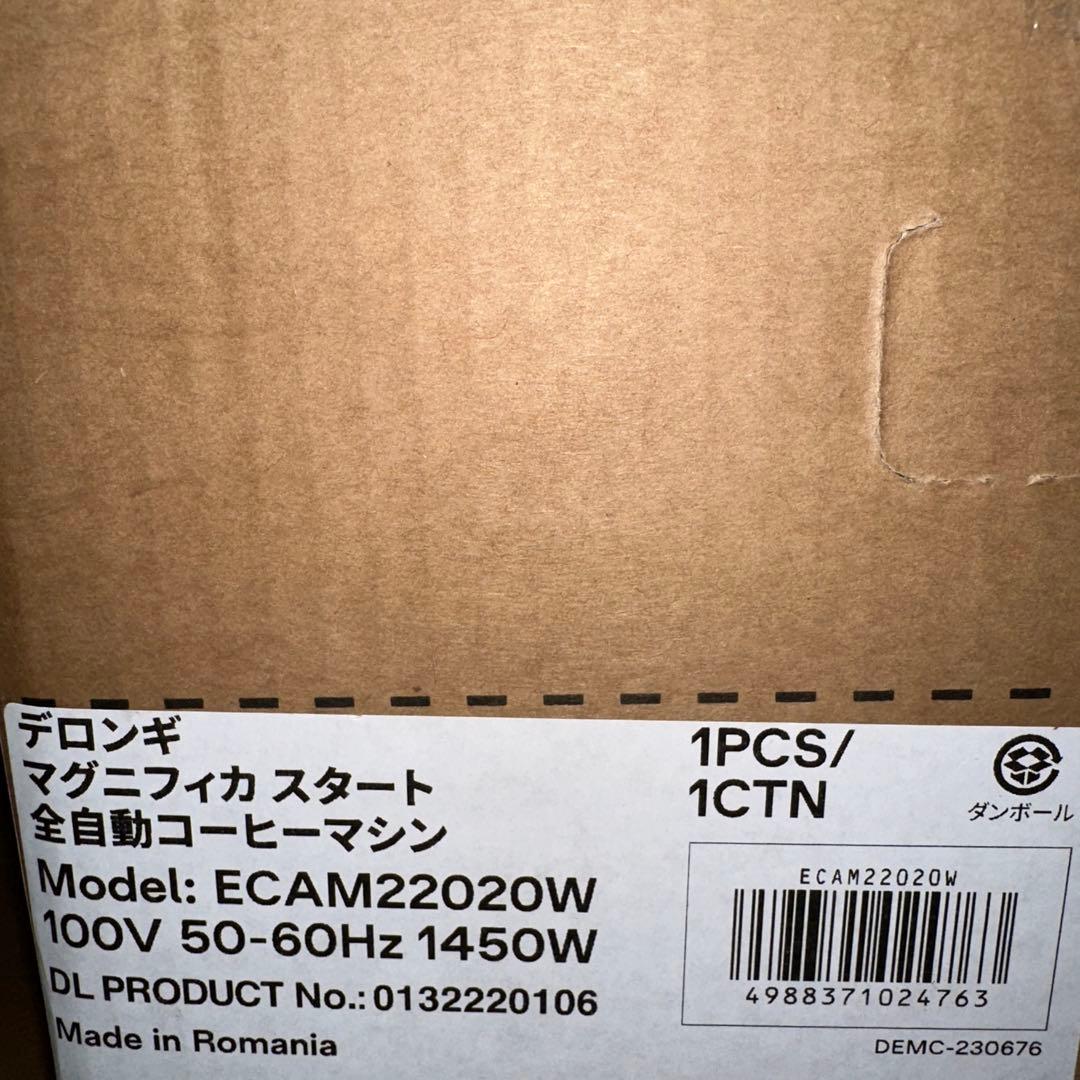 デロンギ
マグニフィカ スタート
全自動コーヒーマシン
Model: ECAM22020W
100V 50-60Hz 1450W
DL PRODUCT No.: 0132220106
Made in Romania
1PCS/
1CTN
ダンボール
ECAM22020W
4988371024763
DEMC-230676